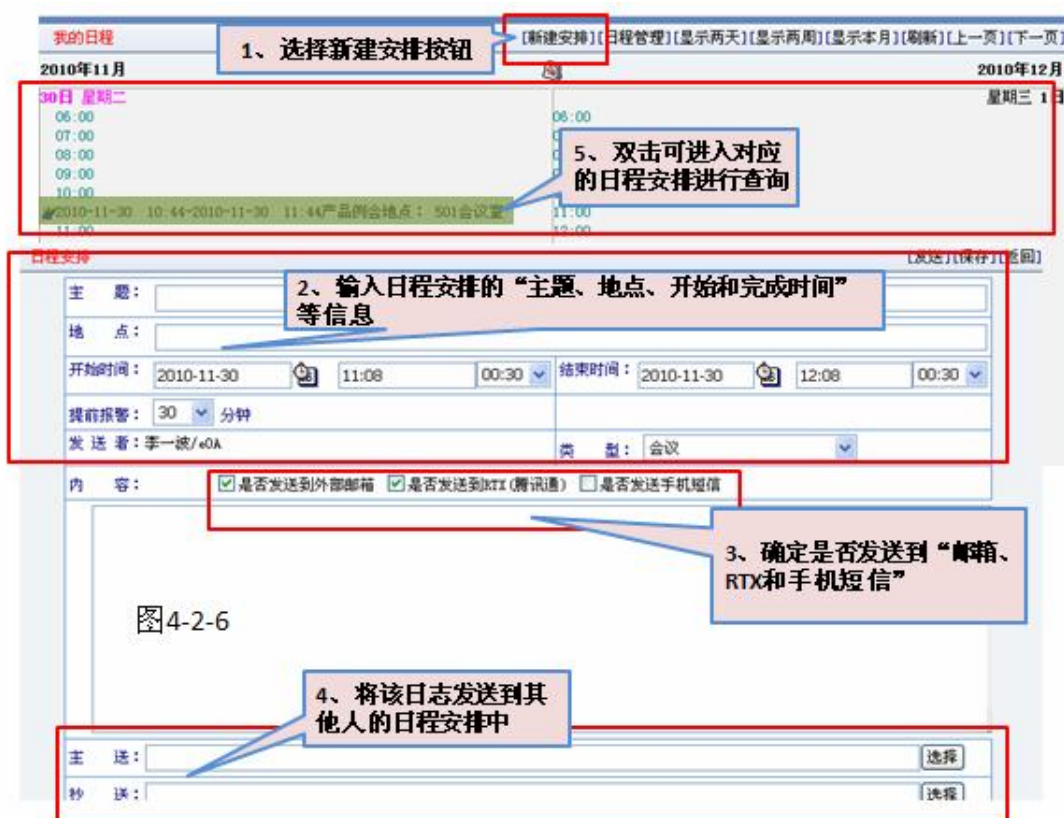 我的日程
1、选择新建安排按钮
[新建安排][日程管理][显示两天][显示两周][显示本月][刷新][上一页][下一页]
2010年11月
2010年12月
30日 星期二
星期三 1日
06:00
06:00
07:00
08:00
09:00
10:00
5、双击可进入对应
的日程安排进行查询
2010-11-30 10:44-2010-11-30 11:44产品例会地点: 501会议室
11:00
11:00
12:00
日程安排
[发送][保存][返回]
主 题:
2、输入日程安排的“主题、地点、开始和完成时间”
等信息
地 点:
开始时间: 2010-11-30 11:08 00:30 结束时间: 2010-11-30 12:08 00:30
提前报警: 30 分钟
发送者:李一波/eOA
类 型: 会议
内 容: 是否发送到外部邮箱 是否发送到RTX(腾讯通) 是否发送手机短信
3、确定是否发送到“邮箱、
RTX和手机短信”
图4-2-6
4、将该日志发送到其
他人的日程安排中
主 送: 选择
抄 送: 选择